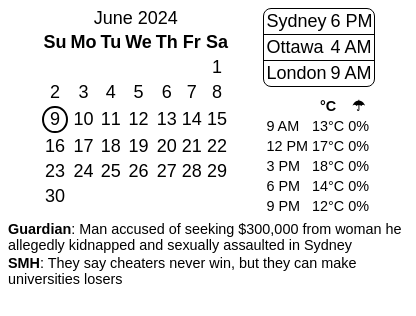 June 2024
Su Mo Tu We Th Fr Sa
1
2 3 4 5 6 7 8
9 10 11 12 13 14 15
16 17 18 19 20 21 22
23 24 25 26 27 28 29
30
Sydney 6 PM
Ottawa 4 AM
London 9 AM
°C ☂
9 AM 13°C 0%
12 PM 17°C 0%
3 PM 18°C 0%
6 PM 14°C 0%
9 PM 12°C 0%
Guardian: Man accused of seeking $300,000 from woman he
allegedly kidnapped and sexually assaulted in Sydney
SMH: They say cheaters never win, but they can make
universities losers